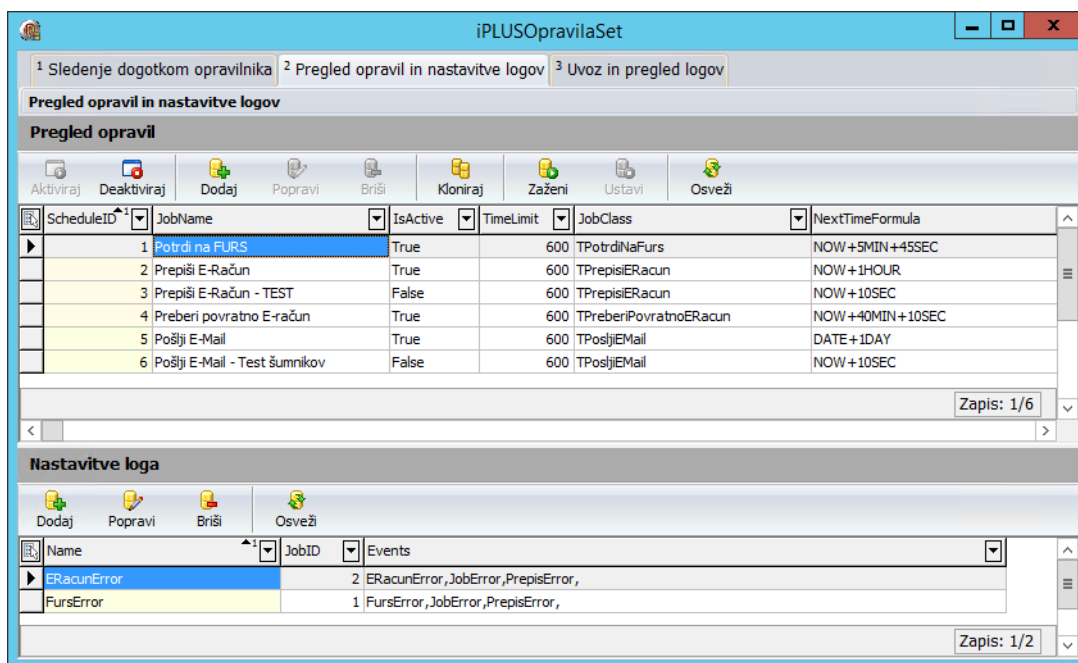 iPLUSOpravilaSet
1 Sledenje dogotkom opravilnika 2 Pregled opravil in nastavitve logov 3 Uvoz in pregled logov
Pregled opravil in nastavitve logov
Pregled opravil
Aktiviraj Deaktiviraj Dodaj Popravi Briši Kloniraj Zaženi Ustavi Osveži
ScheduleID 1 JobName IsActive TimeLimit JobClass NextTimeFormula
1 Potrdi na FURS True 600 TPotrdiNaFurs NOW+5MIN+45SEC
2 Prepiši E-Račun True 600 TPrepisiERacun NOW+1HOUR
3 Prepiši E-Račun - TEST False 600 TPrepisiERacun NOW+10SEC
4 Preberi povratno E-račun True 600 TPreberiPovratnoERacun NOW+40MIN+10SEC
5 Pošlji E-Mail True 600 TPosljiEMail DATE+1DAY
6 Pošlji E-Mail - Test šumnikov False 600 TPosljiEMail NOW+10SEC
Zapis: 1/6
Nastavitve loga
Dodaj Popravi Briši Osveži
Name 1 JobID Events
ERacunError 2 ERacunError,JobError,PrepisError,
FursError 1 FursError,JobError,PrepisError,
Zapis: 1/2